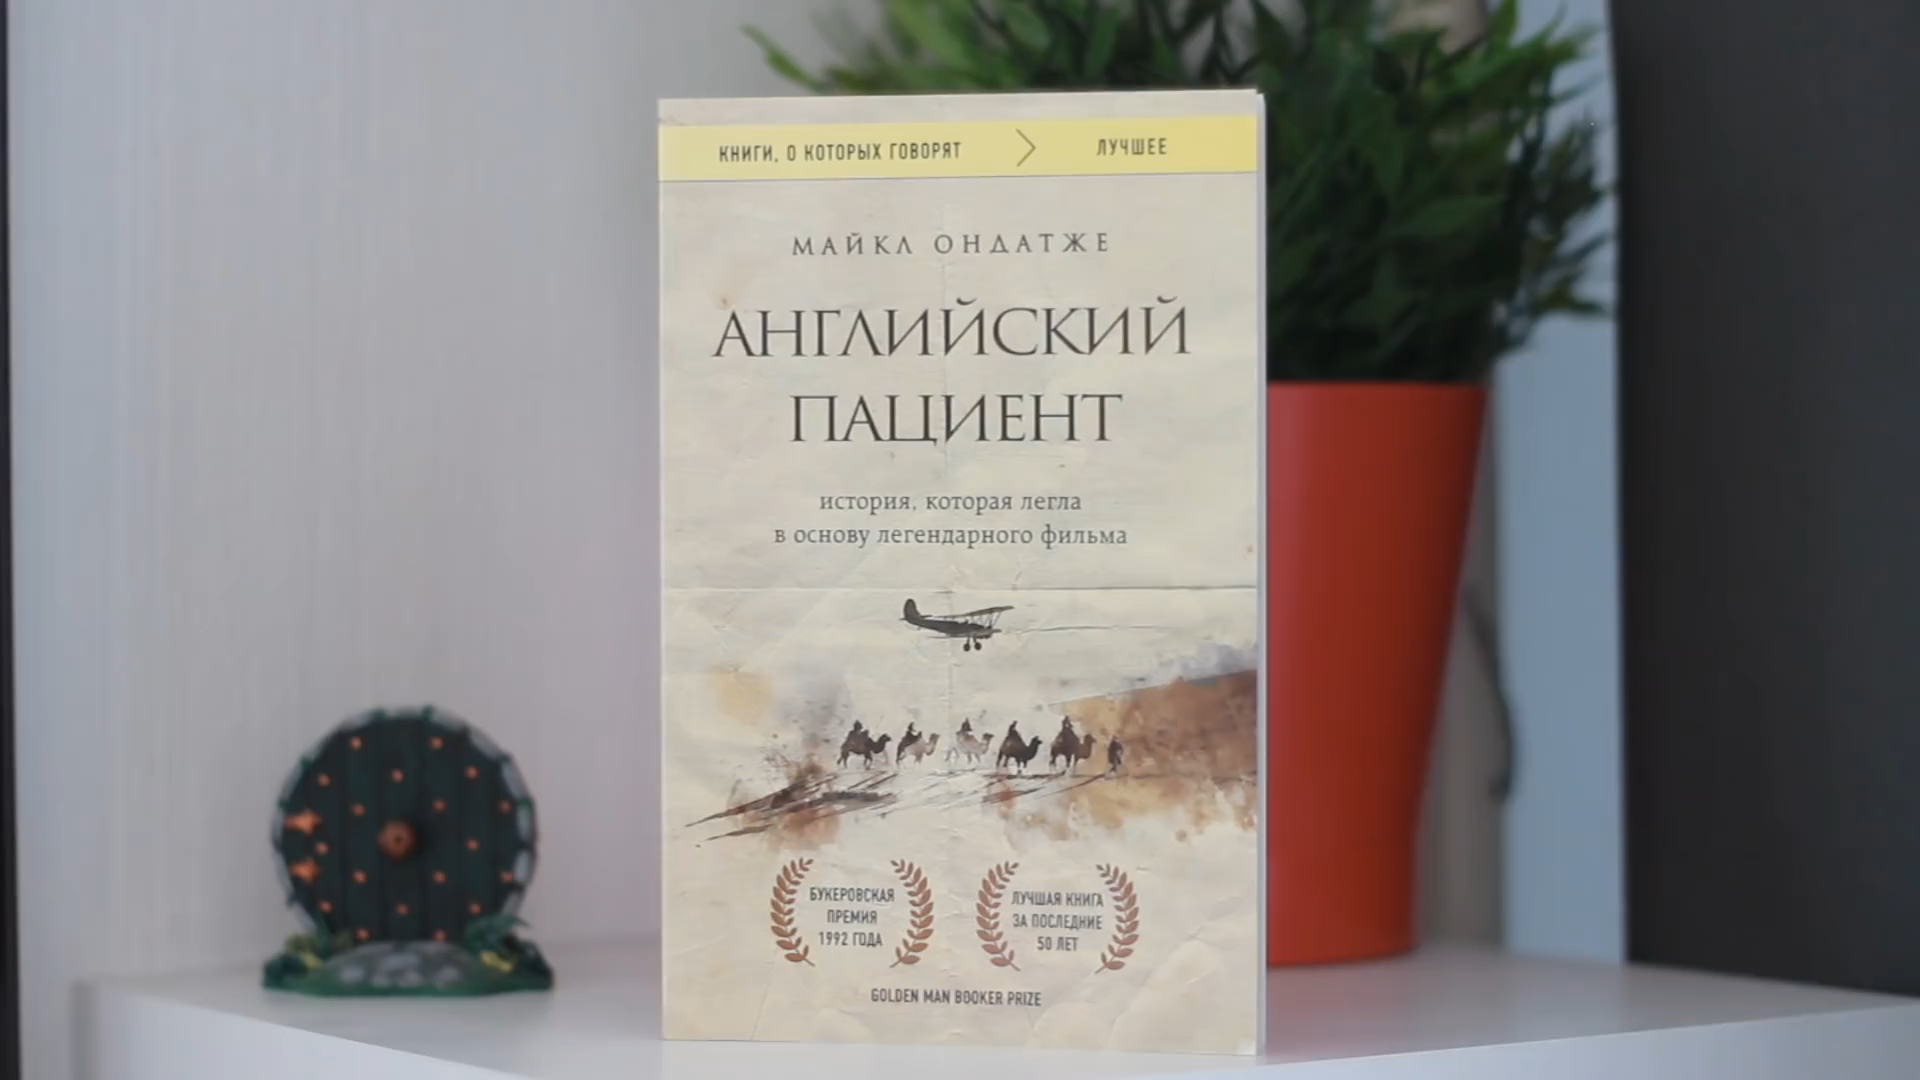 КНИГИ, О КОТОРЫХ ГОВОРЯТ > ЛУЧШЕЕ
МАЙКЛ ОНДАТЖЕ
АНГЛИЙСКИЙ
ПАЦИЕНТ
история, которая легла
в основу легендарного фильма
БУКЕРОВСКАЯ
ПРЕМИЯ
1992 ГОДА
ЛУЧШАЯ КНИГА
ЗА ПОСЛЕДНИЕ
50 ЛЕТ
GOLDEN MAN BOOKER PRIZE